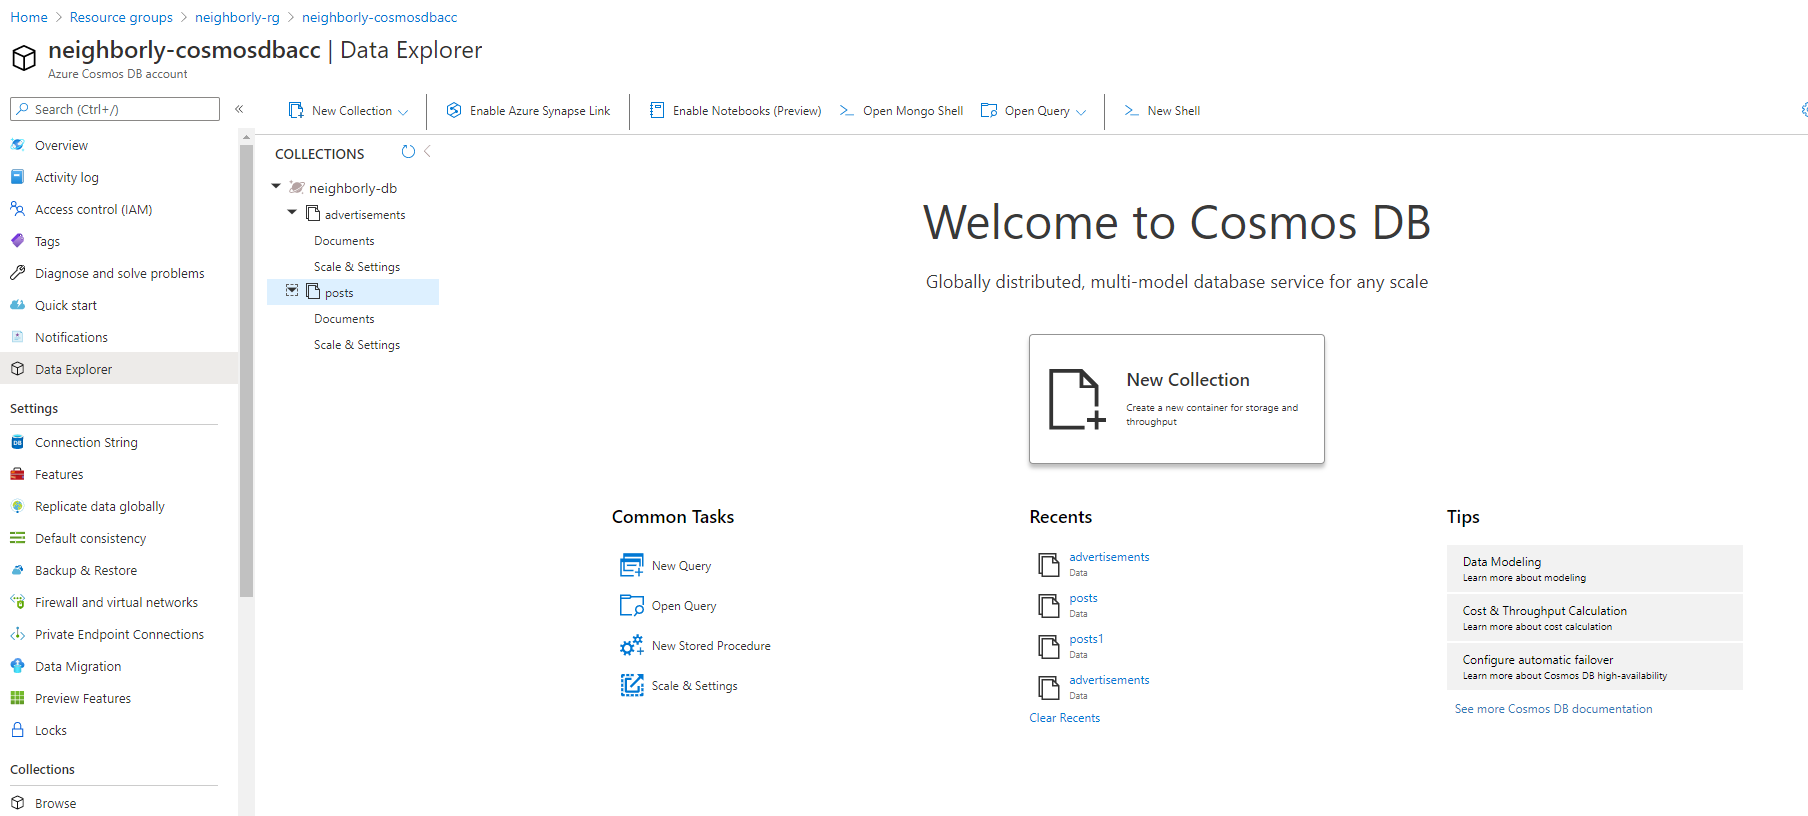 Home > Resource groups > neighborly-rg > neighborly-cosmosdbacc
neighborly-cosmosdbacc | Data Explorer
Azure Cosmos DB account
Search (Ctrl+/)
«
Overview
Activity log
Access control (IAM)
Tags
Diagnose and solve problems
Quick start
Notifications
Data Explorer
Settings
Connection String
Features
Replicate data globally
Default consistency
Backup & Restore
Firewall and virtual networks
Private Endpoint Connections
Data Migration
Preview Features
Locks
Collections
Browse
New Collection
Enable Azure Synapse Link
Enable Notebooks (Preview)
Open Mongo Shell
Open Query
New Shell
COLLECTIONS
neighborly-db
advertisements
Documents
Scale & Settings
posts
Documents
Scale & Settings
Welcome to Cosmos DB
Globally distributed, multi-model database service for any scale
New Collection
Create a new container for storage and
throughput
Common Tasks
New Query
Open Query
New Stored Procedure
Scale & Settings
Recents
advertisements
Data
posts
Data
posts1
Data
advertisements
Data
Clear Recents
Tips
Data Modeling
Learn more about modeling
Cost & Throughput Calculation
Learn more about cost calculation
Configure automatic failover
Learn more about Cosmos DB high-availability
See more Cosmos DB documentation